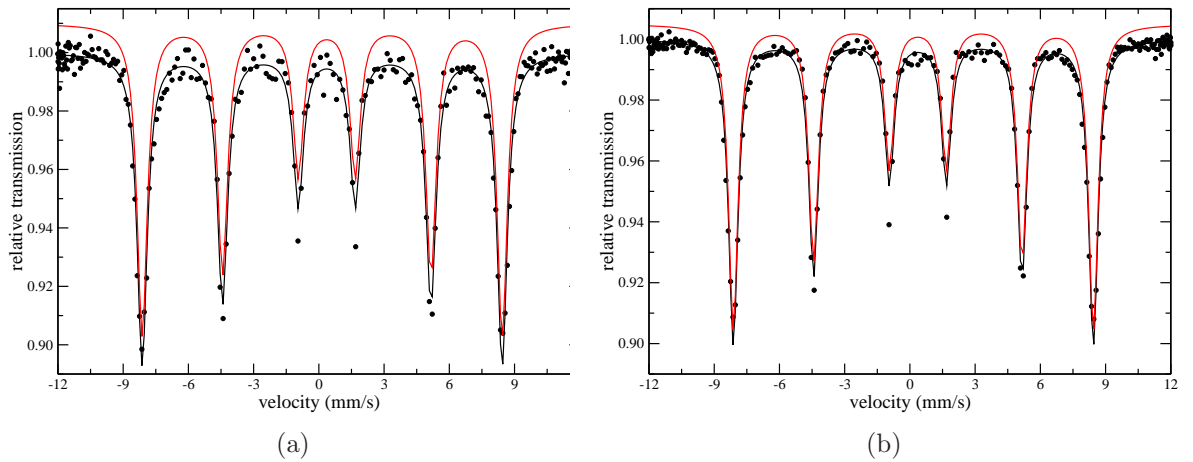 1.00
0.98
0.96
0.94
0.92
0.90
relative transmission
-12 -9 -6 -3 0 3 6 9
velocity (mm/s)
(a)
1.00
0.98
0.96
0.94
0.92
0.90
relative transmission
-12 -9 -6 -3 0 3 6 9 12
velocity (mm/s)
(b)